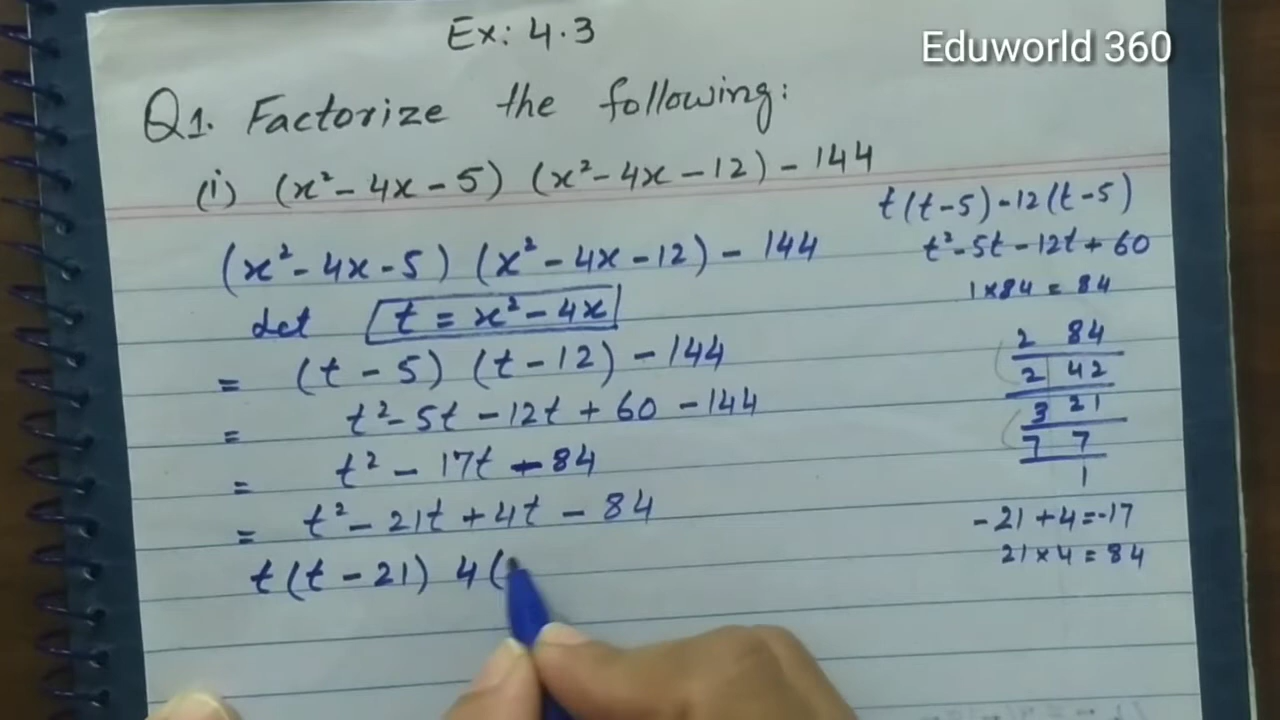 Ex: 4.3
Eduworld 360
Q1. Factorize the following:
(i) (x² - 4x - 5) (x² - 4x - 12) - 144
(x² - 4x - 5) (x² - 4x - 12) - 144
Let t = x² - 4x
= (t - 5) (t - 12) - 144
= t² - 5t - 12t + 60 - 144
= t² - 17t - 84
= t² - 21t + 4t - 84
t(t - 21) 4(
t(t - 5) - 12(t - 5)
t² - 5t - 12t + 60
1 × 84 = 84
2 84
2 42
3 21
7 7
1
- 21 + 4 = -17
21 × 4 = 84